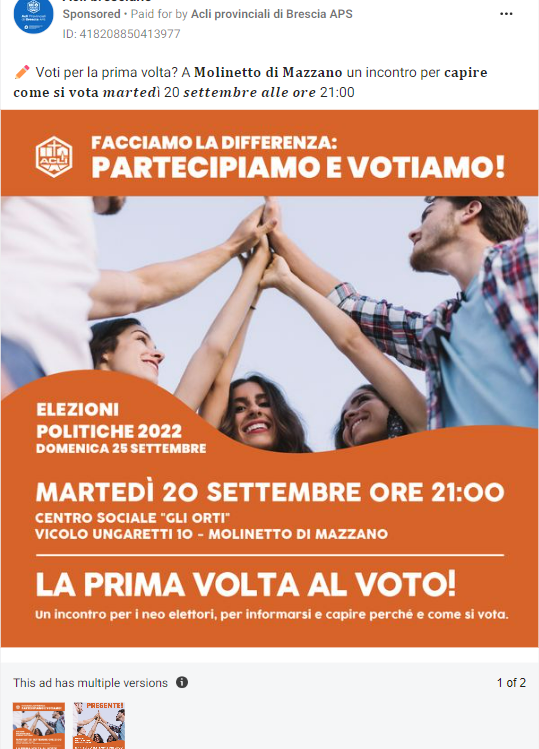 Sponsored • Paid for by Acli provinciali di Brescia APS
ID: 418208850413977
🖍️ Voti per la prima volta? A Molinetto di Mazzano un incontro per capire
come si vota martedì 20 settembre alle ore 21:00
ACLI
FACCIAMO LA DIFFERENZA:
PARTECIPIAMO E VOTIAMO!
ELEZIONI
POLITICHE 2022
DOMENICA 25 SETTEMBRE
MARTEDÌ 20 SETTEMBRE ORE 21:00
CENTRO SOCIALE "GLI ORTI"
VICOLO UNGARETTI 10 - MOLINETTO DI MAZZANO
LA PRIMA VOLTA AL VOTO!
Un incontro per i neo elettori, per informarsi e capire perché e come si vota.
This ad has multiple versions
1 of 2
PRESENTE!